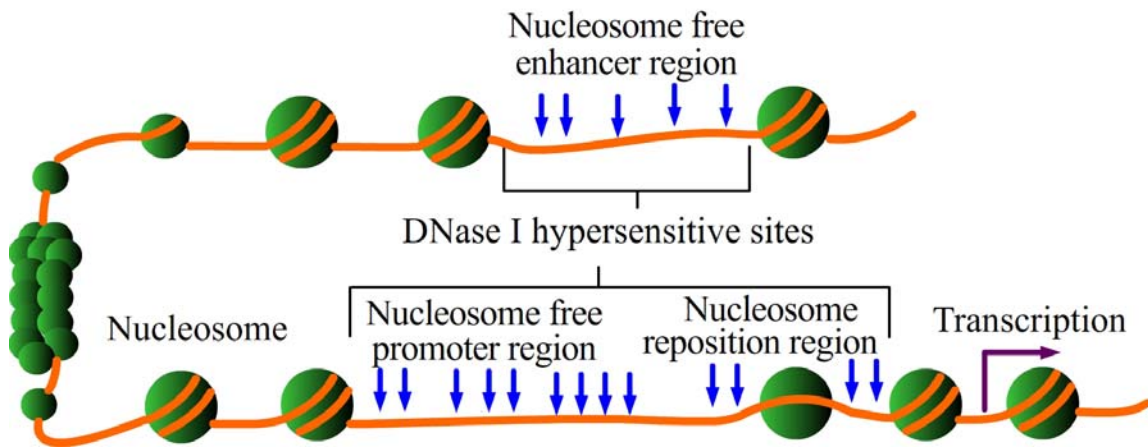 Nucleosome free
enhancer region
DNase I hypersensitive sites
Nucleosome
Nucleosome free
promoter region
Nucleosome
reposition region
Transcription